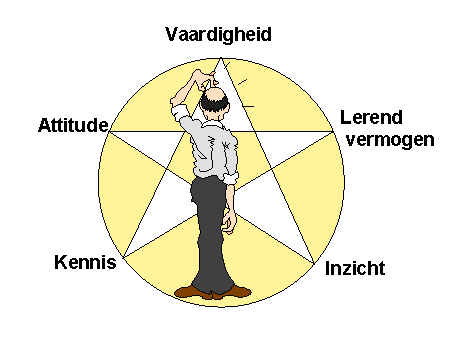 Vaardigheid
Attitude
Lerend
vermogen
Kennis
Inzicht